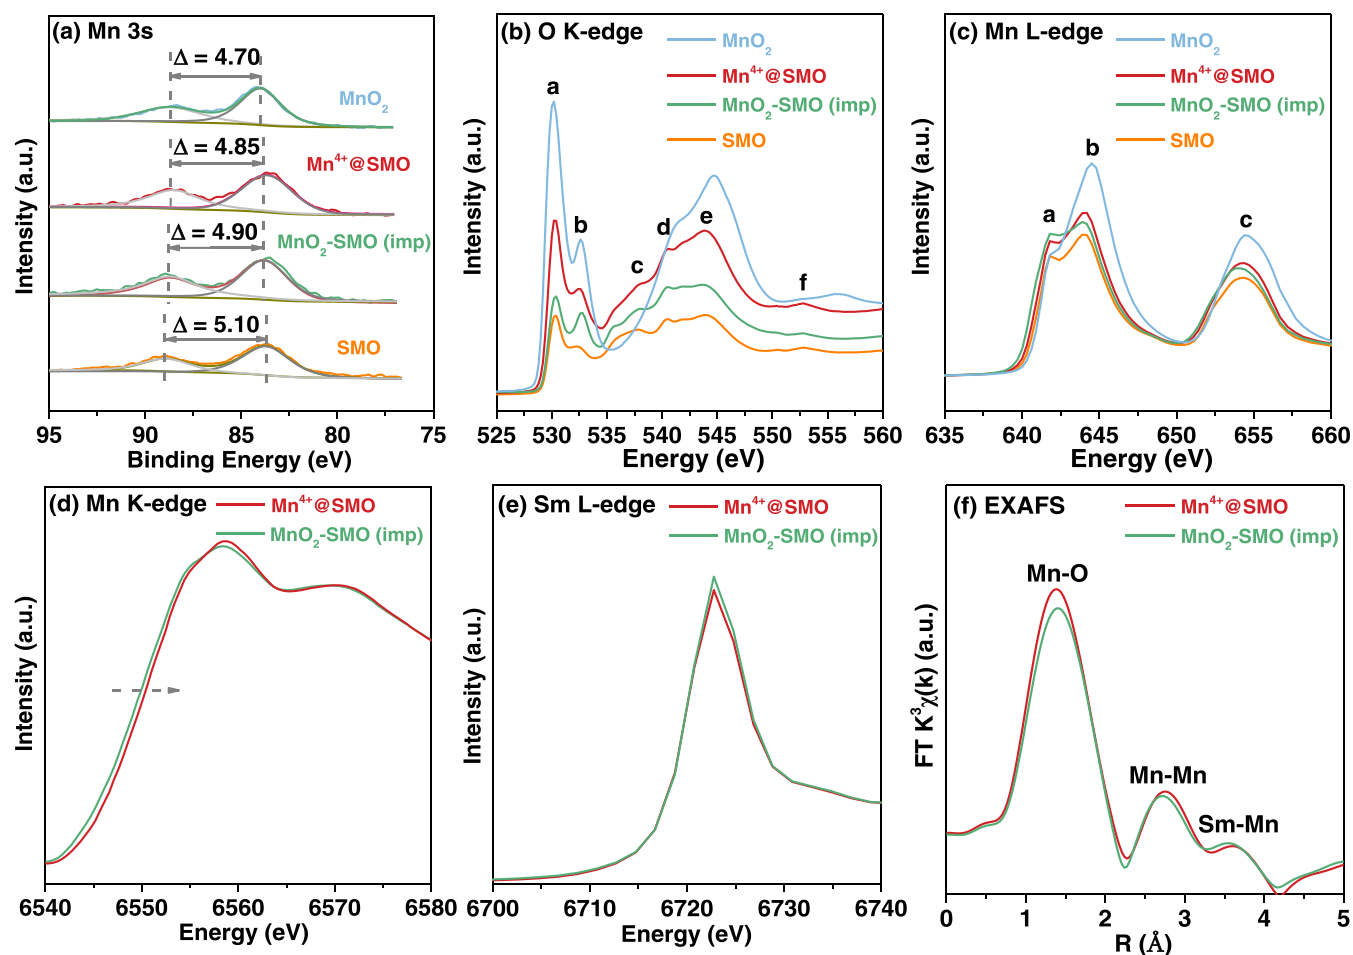 (a) Mn 3s
Δ = 4.70
MnO2
Δ = 4.85
Mn4+@SMO
Δ = 4.90
MnO2-SMO (imp)
Δ = 5.10
SMO
Intensity (a.u.)
95 90 85 80 75
Binding Energy (eV)
(b) O K-edge
MnO2
Mn4+@SMO
MnO2-SMO (imp)
SMO
a
b
c
d
e
f
Intensity (a.u.)
525 530 535 540 545 550 555 560
Energy (eV)
(c) Mn L-edge
MnO2
Mn4+@SMO
MnO2-SMO (imp)
SMO
a
b
c
Intensity (a.u.)
635 640 645 650 655 660
Energy (eV)
(d) Mn K-edge
Mn4+@SMO
MnO2-SMO (imp)
Intensity (a.u.)
6540 6550 6560 6570 6580
Energy (eV)
(e) Sm L-edge
Mn4+@SMO
MnO2-SMO (imp)
Intensity (a.u.)
6700 6710 6720 6730 6740
Energy (eV)
(f) EXAFS
Mn4+@SMO
MnO2-SMO (imp)
Mn-O
Mn-Mn
Sm-Mn
FT K3χ(k) (a.u.)
0 1 2 3 4 5
R (Å)